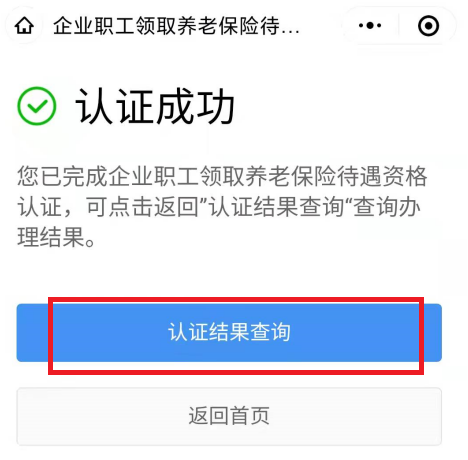 企业职工领取养老保险待...
认证成功
您已完成企业职工领取养老保险待遇资格
认证，可点击返回”认证结果查询“查询办
理结果。
认证结果查询
返回首页